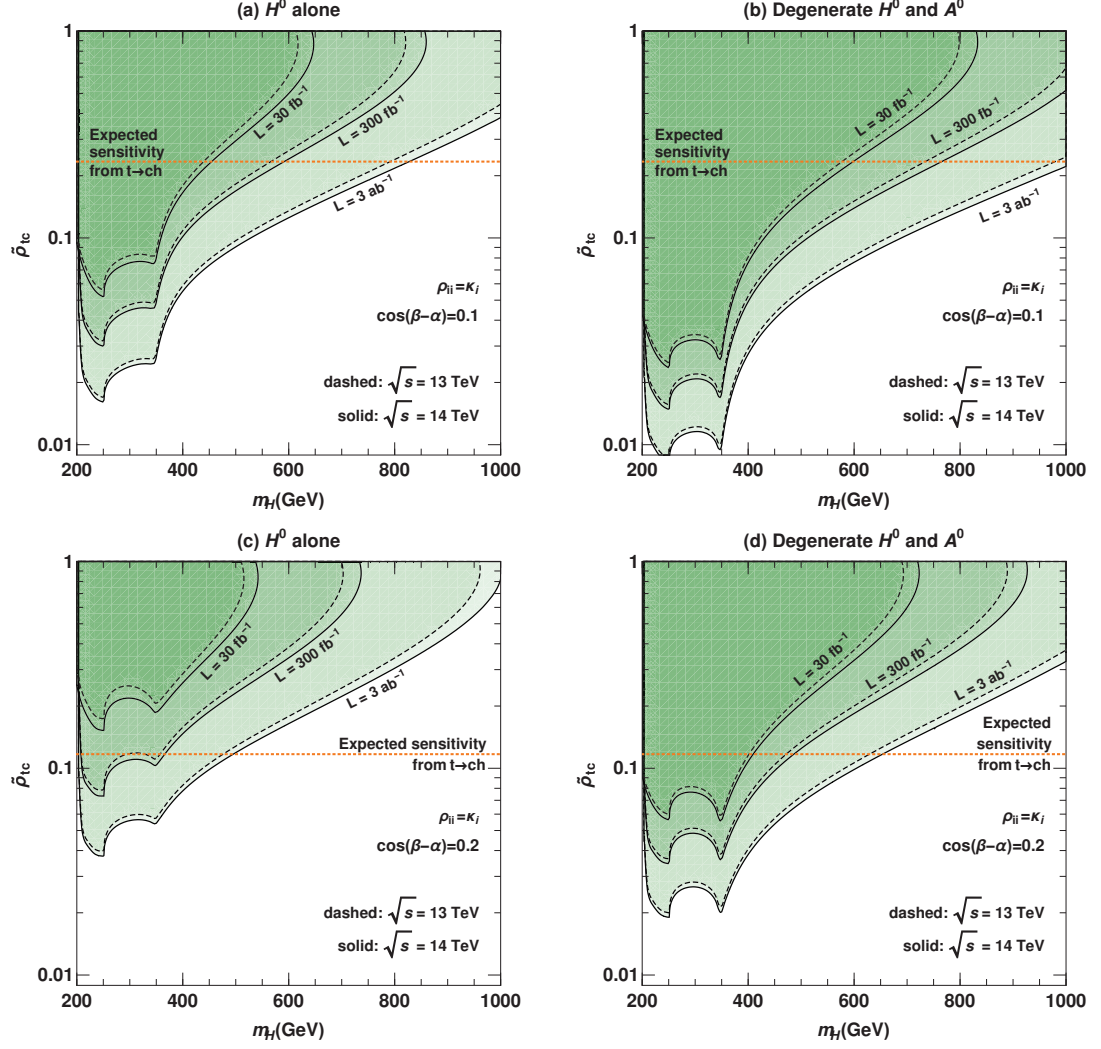 (a) H⁰ alone
1
0.1
0.01
ρ̃tc
Expected
sensitivity
from t→ch
L = 30 fb⁻¹
L = 300 fb⁻¹
L = 3 ab⁻¹
ρii=κi
cos(β−α)=0.1
dashed: √s = 13 TeV
solid: √s = 14 TeV
200 400 600 800 1000
mH(GeV)
(b) Degenerate H⁰ and A⁰
1
0.1
0.01
ρ̃tc
Expected
sensitivity
from t→ch
L = 30 fb⁻¹
L = 300 fb⁻¹
L = 3 ab⁻¹
ρii=κi
cos(β−α)=0.1
dashed: √s = 13 TeV
solid: √s = 14 TeV
200 400 600 800 1000
mH(GeV)
(c) H⁰ alone
1
0.1
0.01
ρ̃tc
L = 30 fb⁻¹
L = 300 fb⁻¹
L = 3 ab⁻¹
Expected sensitivity
from t→ch
ρii=κi
cos(β−α)=0.2
dashed: √s = 13 TeV
solid: √s = 14 TeV
200 400 600 800 1000
mH(GeV)
(d) Degenerate H⁰ and A⁰
1
0.1
0.01
ρ̃tc
L = 30 fb⁻¹
L = 300 fb⁻¹
L = 3 ab⁻¹
Expected
sensitivity
from t→ch
ρii=κi
cos(β−α)=0.2
dashed: √s = 13 TeV
solid: √s = 14 TeV
200 400 600 800 1000
mH(GeV)